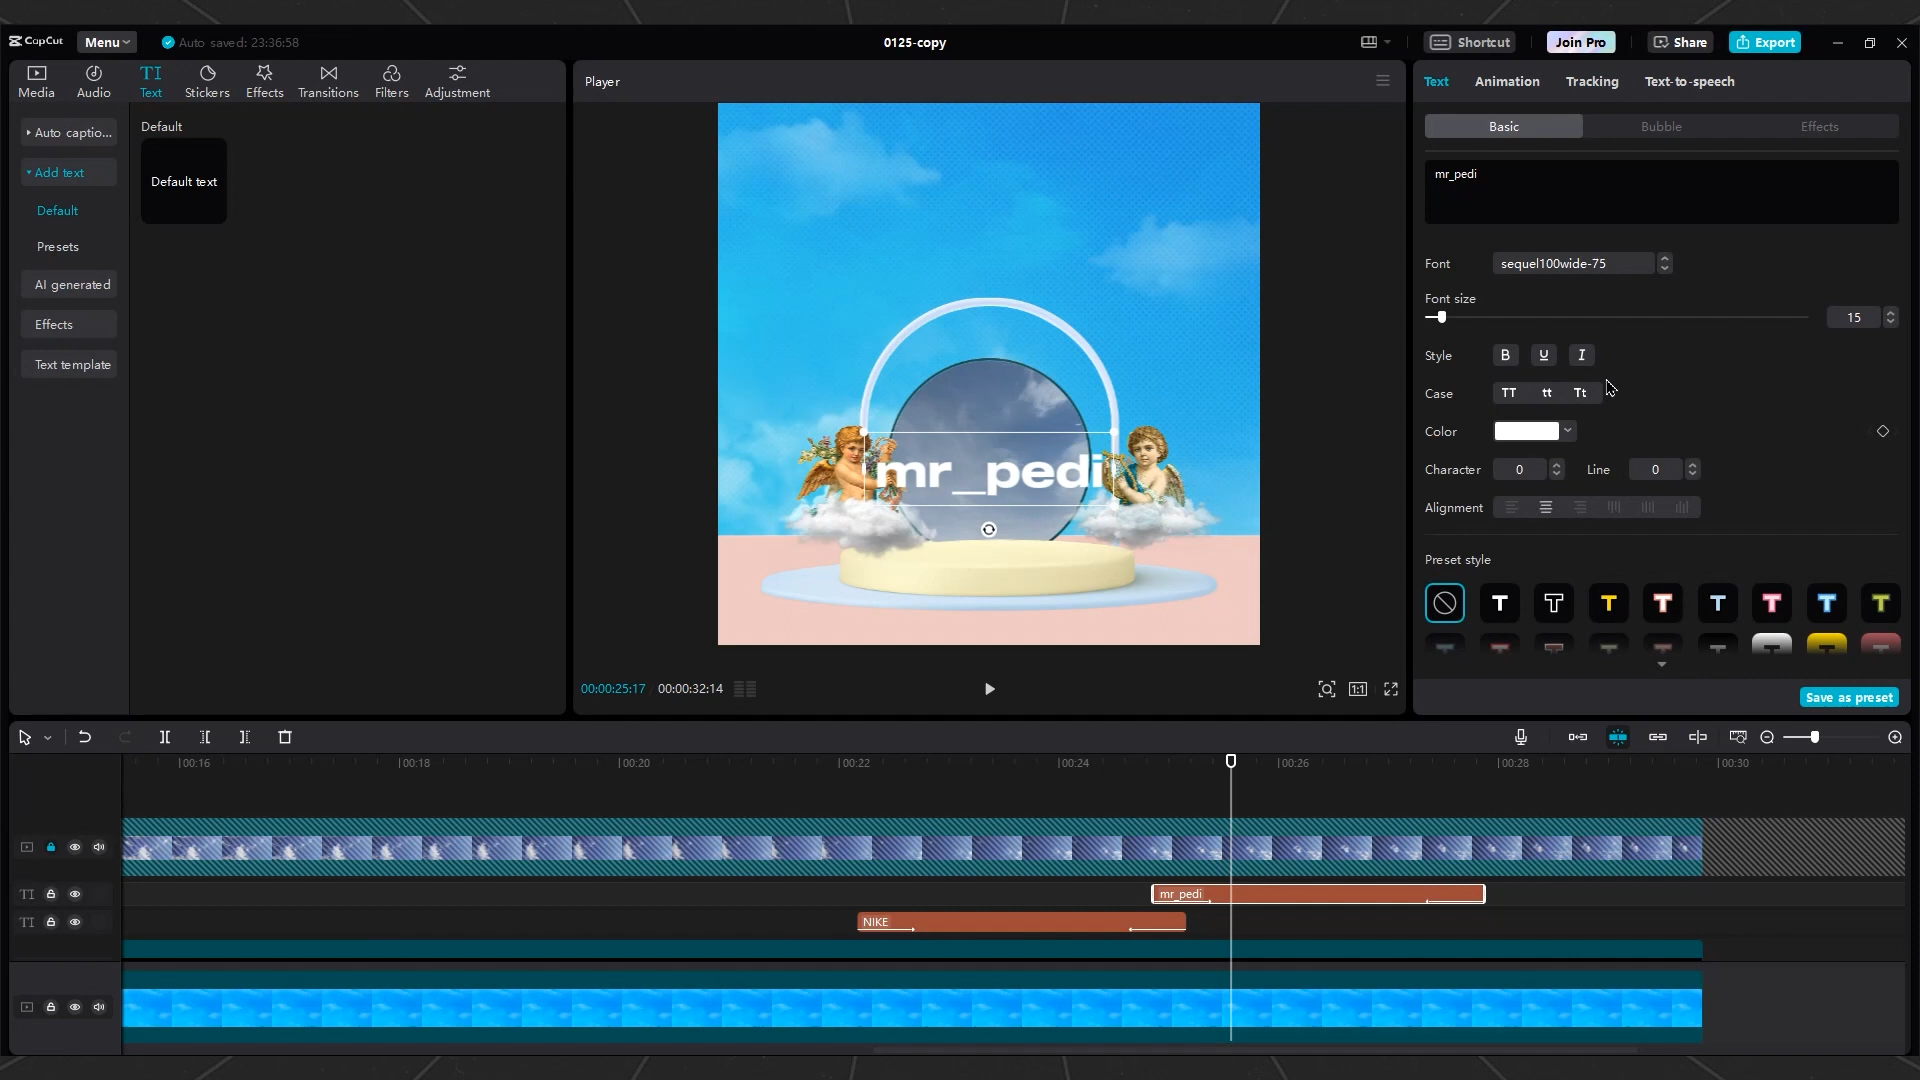 CapCut Menu Auto saved: 23:36:58 0125-copy Shortcut Join Pro Share Export
Media Audio Text Stickers Effects Transitions Filters Adjustment
Auto captio...
Add text
Default
Presets
AI generated
Effects
Text template
Default
Default text
Player
mr_pedi
00:00:25:17 00:00:32:14 1:1
Text Animation Tracking Text-to-speech
Basic Bubble Effects
mr_pedi
Font sequel100wide-75
Font size
15
Style B U I
Case TT tt Tt
Color
Character 0 Line 0
Alignment
Preset style
T T T T T T T T
Save as preset
00:16 00:18 00:20 00:22 00:24 00:26 00:28 00:30
TI mr_pedi
TI NIKE